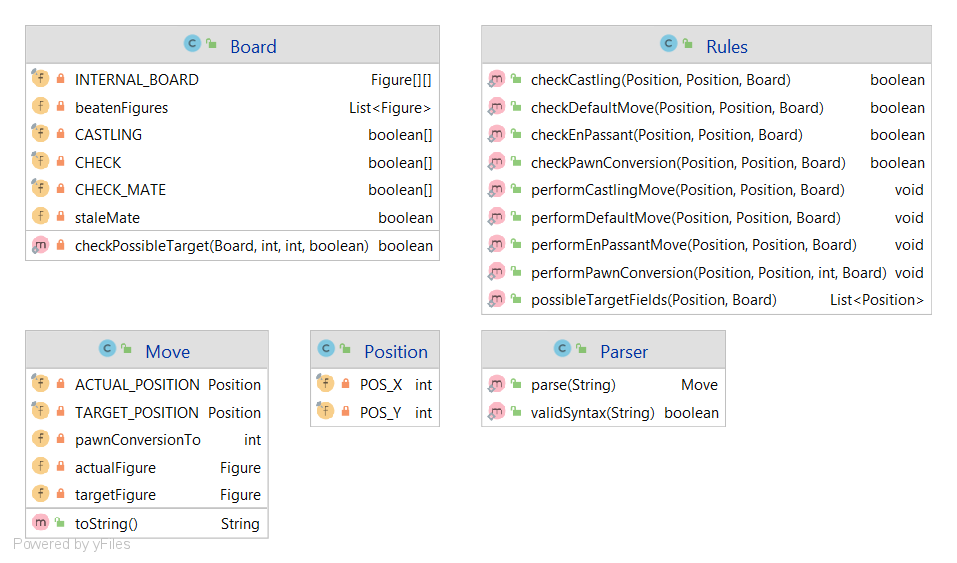 Board
INTERNAL_BOARD Figure[][]
beatenFigures List<Figure>
CASTLING boolean[]
CHECK boolean[]
CHECK_MATE boolean[]
staleMate boolean
checkPossibleTarget(Board, int, int, boolean) boolean
Rules
checkCastling(Position, Position, Board) boolean
checkDefaultMove(Position, Position, Board) boolean
checkEnPassant(Position, Position, Board) boolean
checkPawnConversion(Position, Position, Board) boolean
performCastlingMove(Position, Position, Board) void
performDefaultMove(Position, Position, Board) void
performEnPassantMove(Position, Position, Board) void
performPawnConversion(Position, Position, int, Board) void
possibleTargetFields(Position, Board) List<Position>
Move
ACTUAL_POSITION Position
TARGET_POSITION Position
pawnConversionTo int
actualFigure Figure
targetFigure Figure
toString() String
Position
POS_X int
POS_Y int
Parser
parse(String) Move
validSyntax(String) boolean
Powered by yFiles